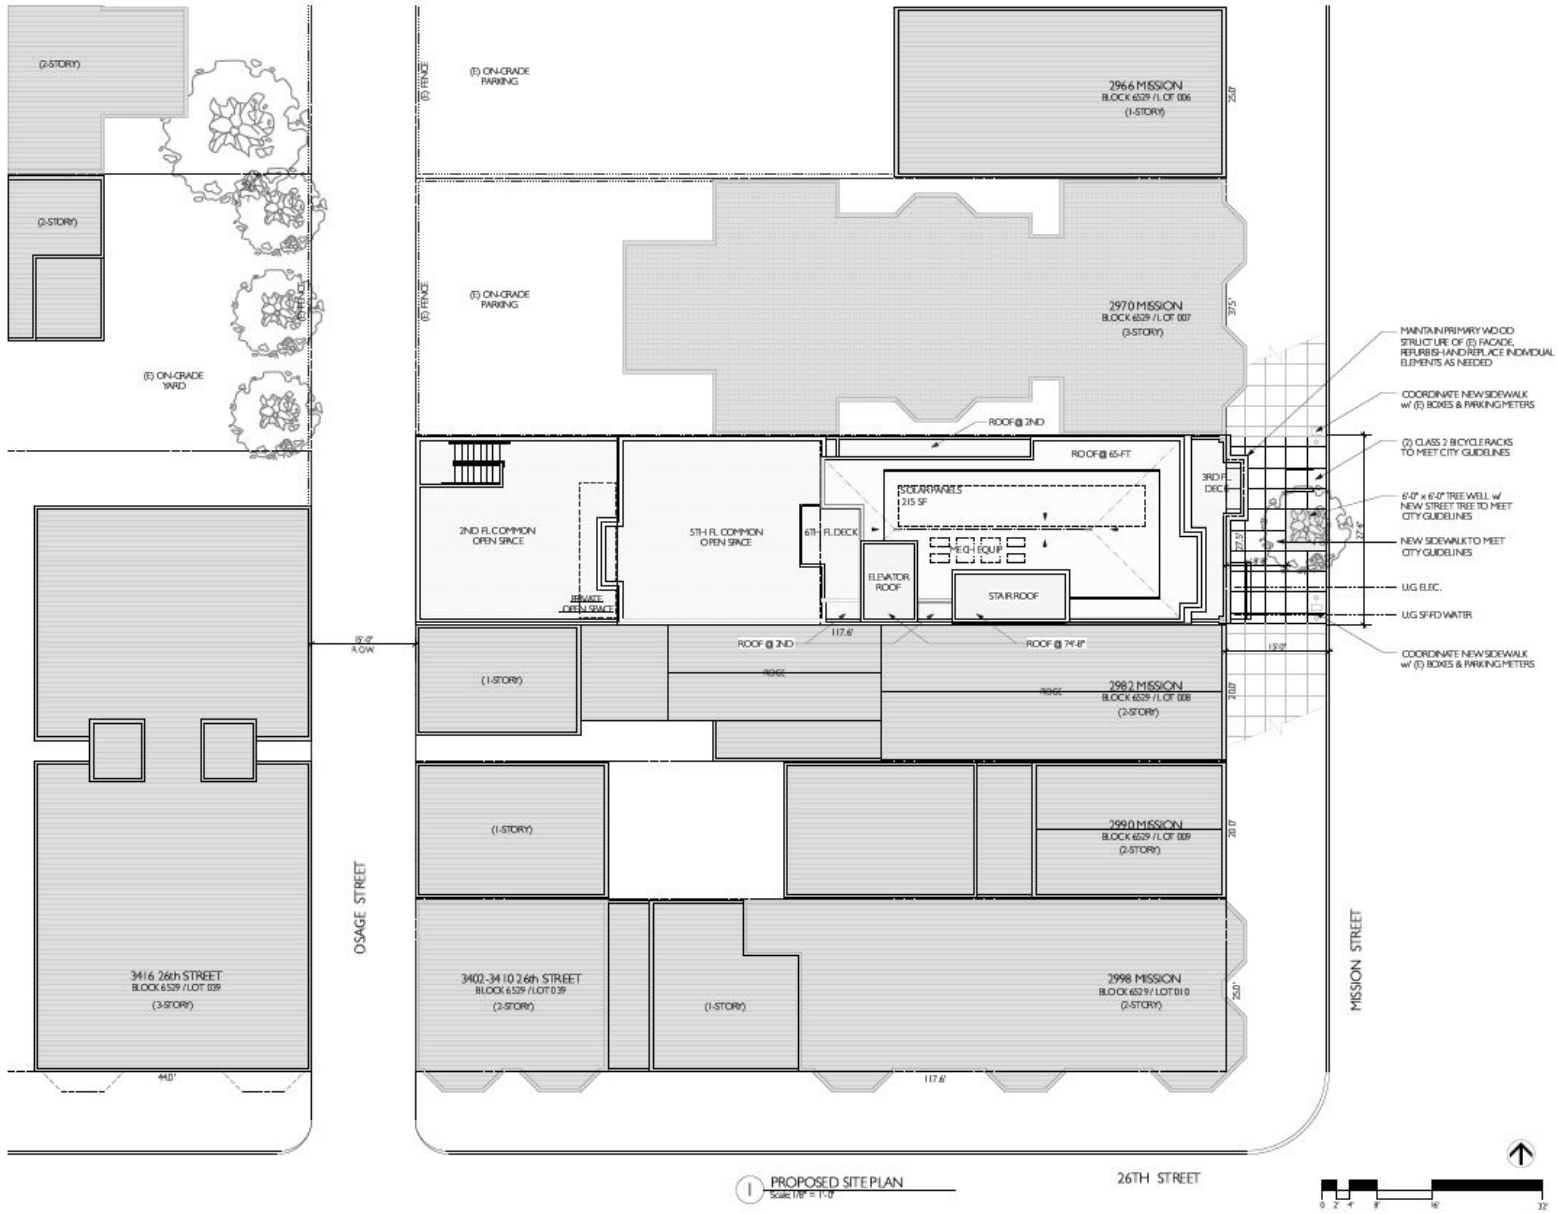 (2-STORY)
(E) FENCE
(E) ON-GRADE
PARKING
2966 MISSION
BLOCK 6529 / LOT 006
(1-STORY)
25.0'
(2-STORY)
(E) FENCE
(E) FENCE
(E) ON-GRADE
PARKING
2970 MISSION
BLOCK 6529 / LOT 007
(3-STORY)
37.5'
(E) ON-GRADE
YARD
MAINTAIN PRIMARY WOOD
STRUCTURE OF (E) FACADE,
REFURBISH AND REPLACE INDIVIDUAL
ELEMENTS AS NEEDED
COORDINATE NEW SIDEWALK
w/ (E) BOXES & PARKING METERS
(2) CLASS 2 BICYCLE RACKS
TO MEET CITY GUIDELINES
6'-0" x 6'-0" TREE WELL w/
NEW STREET TREE TO MEET
CITY GUIDELINES
NEW SIDEWALK TO MEET
CITY GUIDELINES
U.G ELEC.
U.G SFFD WATER
COORDINATE NEW SIDEWALK
w/ (E) BOXES & PARKING METERS
ROOF @ 2ND
ROOF @ 65-FT.
3RD FL.
DECK
SOLAR PANELS
215 SF
2ND FL COMMON
OPEN SPACE
5TH FL COMMON
OPEN SPACE
6TH FL DECK
MECH EQUIP
ELEVATOR
ROOF
STAIR ROOF
PRIVATE
OPEN SPACE
27.5'
27'-6"
117.6'
15'-0"
R.O.W
ROOF @ 2ND
ROOF @ 74'-8"
15'-0"
(1-STORY)
RIDGE
RIDGE
2982 MISSION
BLOCK 6529 / LOT 008
(2-STORY)
20.0'
(1-STORY)
2990 MISSION
BLOCK 6529 / LOT 009
(2-STORY)
20.0'
OSAGE STREET
MISSION STREET
3416 26th STREET
BLOCK 6529 / LOT 039
(3-STORY)
3402-3410 26th STREET
BLOCK 6529 / LOT 039
(2-STORY)
(1-STORY)
2998 MISSION
BLOCK 6529 / LOT 010
(2-STORY)
25.0'
44.0'
117.6'
26TH STREET
1 PROPOSED SITE PLAN
Scale: 1/8" = 1'-0"
0 2' 4' 8' 16' 32'